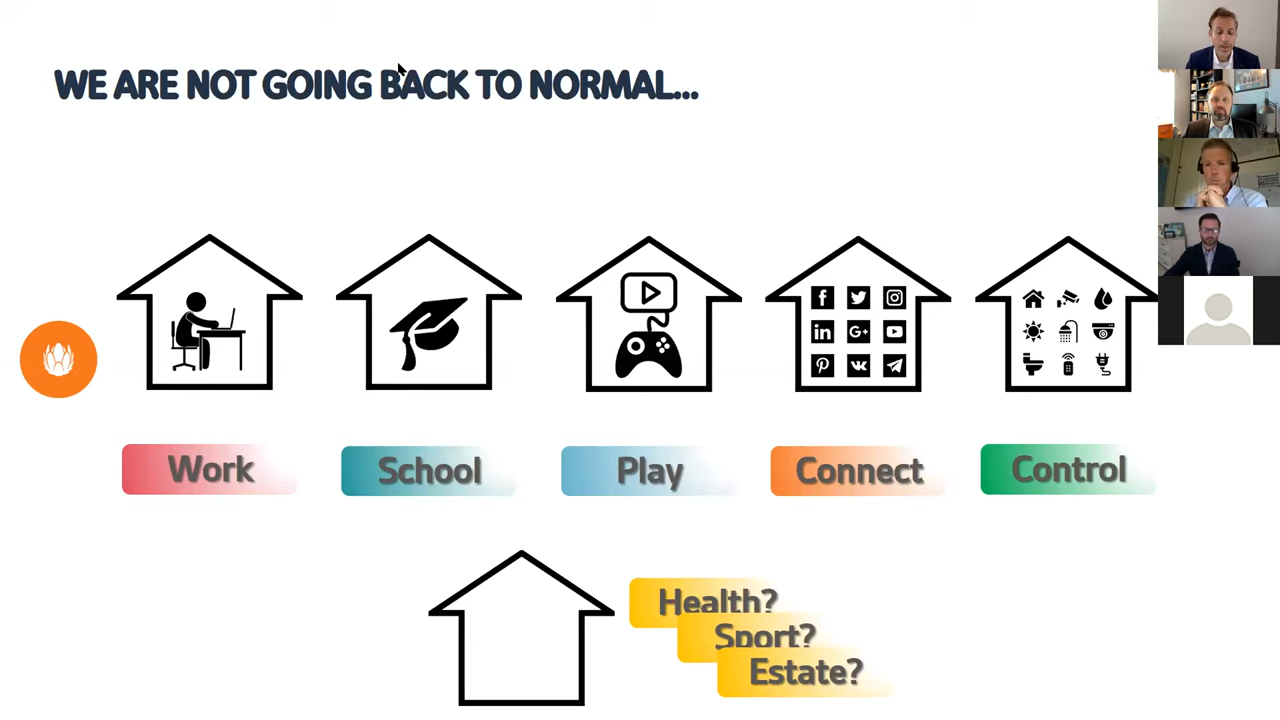 WE ARE NOT GOING BACK TO NORMAL...
Work
School
Play
Connect
Control
Health?
Sport?
Estate?